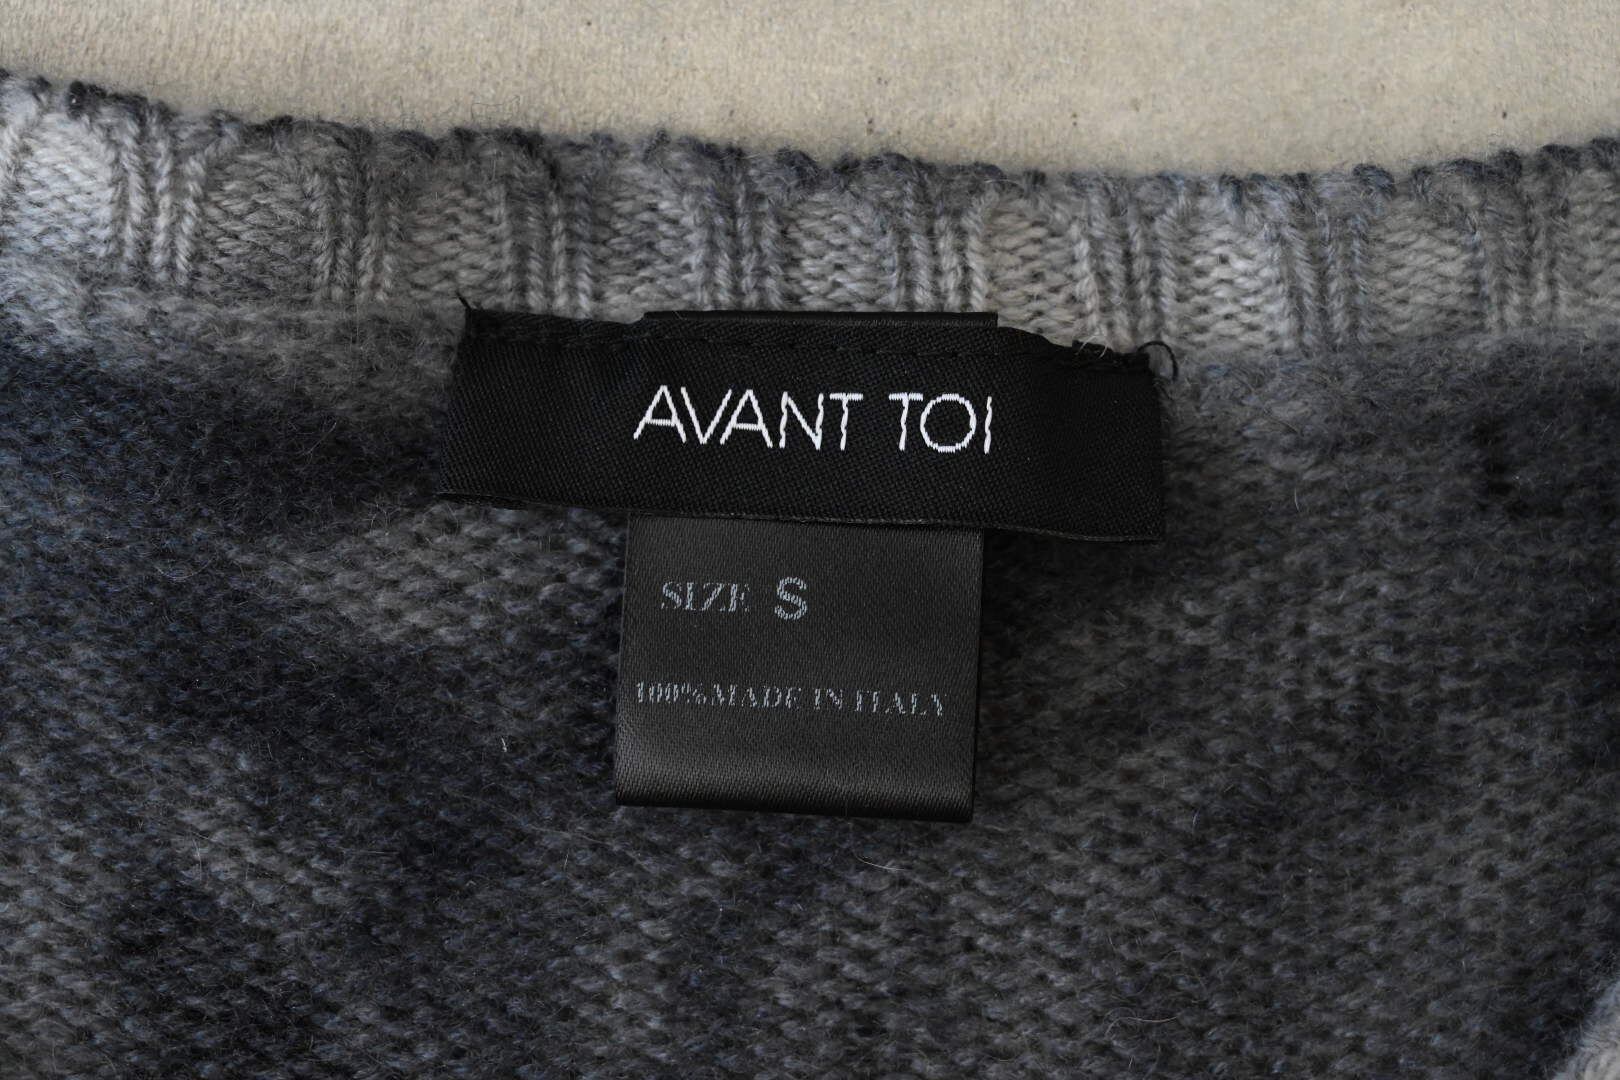 AVANT TOI
SIZE S
100%MADE IN ITALY